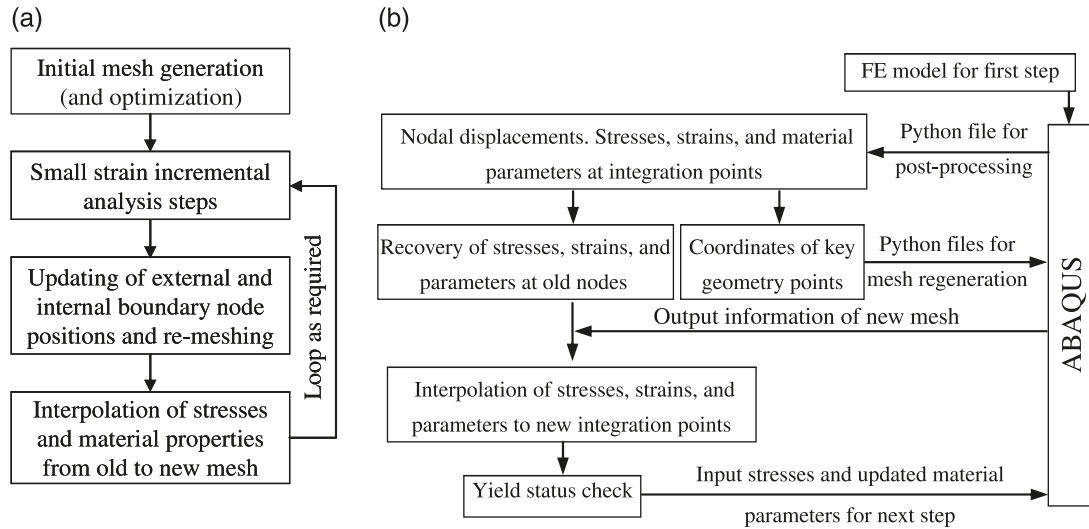 (a)
Initial mesh generation
(and optimization)
Small strain incremental
analysis steps
Updating of external and
internal boundary node
positions and re-meshing
Interpolation of stresses
and material properties
from old to new mesh
Loop as required
(b)
FE model for first step
Nodal displacements. Stresses, strains, and material
parameters at integration points
Python file for
post-processing
Recovery of stresses, strains, and
parameters at old nodes
Coordinates of key
geometry points
Python files for
mesh regeneration
Output information of new mesh
Interpolation of stresses, strains, and
parameters to new integration points
Yield status check
Input stresses and updated material
parameters for next step
ABAQUS